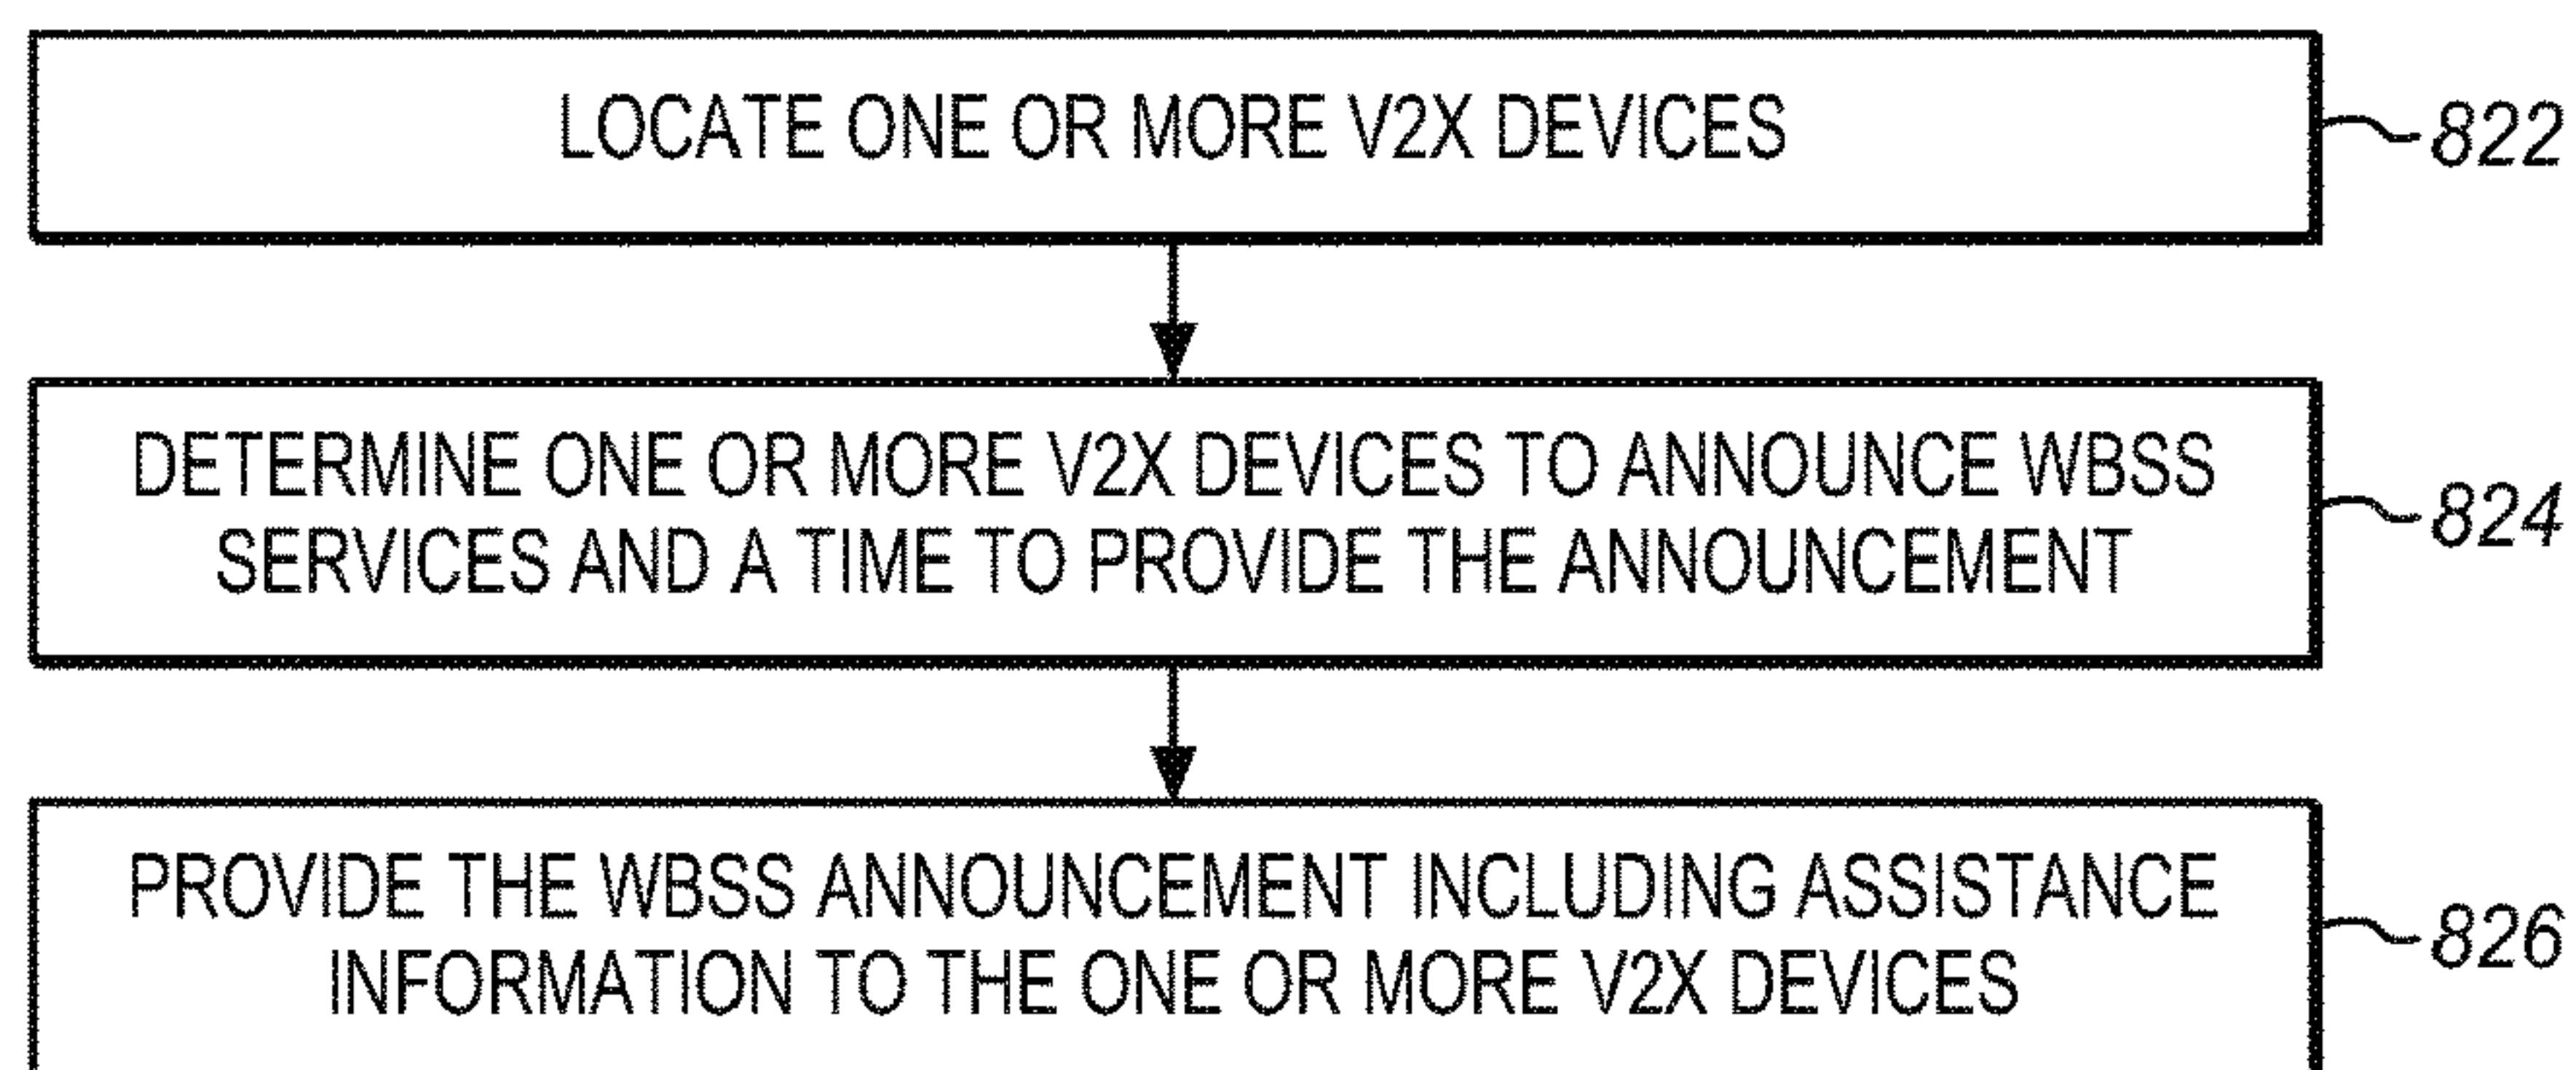 LOCATE ONE OR MORE V2X DEVICES
822
DETERMINE ONE OR MORE V2X DEVICES TO ANNOUNCE WBSS
SERVICES AND A TIME TO PROVIDE THE ANNOUNCEMENT
824
PROVIDE THE WBSS ANNOUNCEMENT INCLUDING ASSISTANCE
INFORMATION TO THE ONE OR MORE V2X DEVICES
826